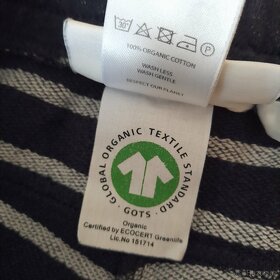 30°
P
100% ORGANIC COTTON
WASH LESS
WASH GENTLE
RESPECT OUR PLANET
GLOBAL ORGANIC TEXTILE STANDARD
GOTS
Organic
Certified by ECOCERT Greenlife
Lic.No 151714